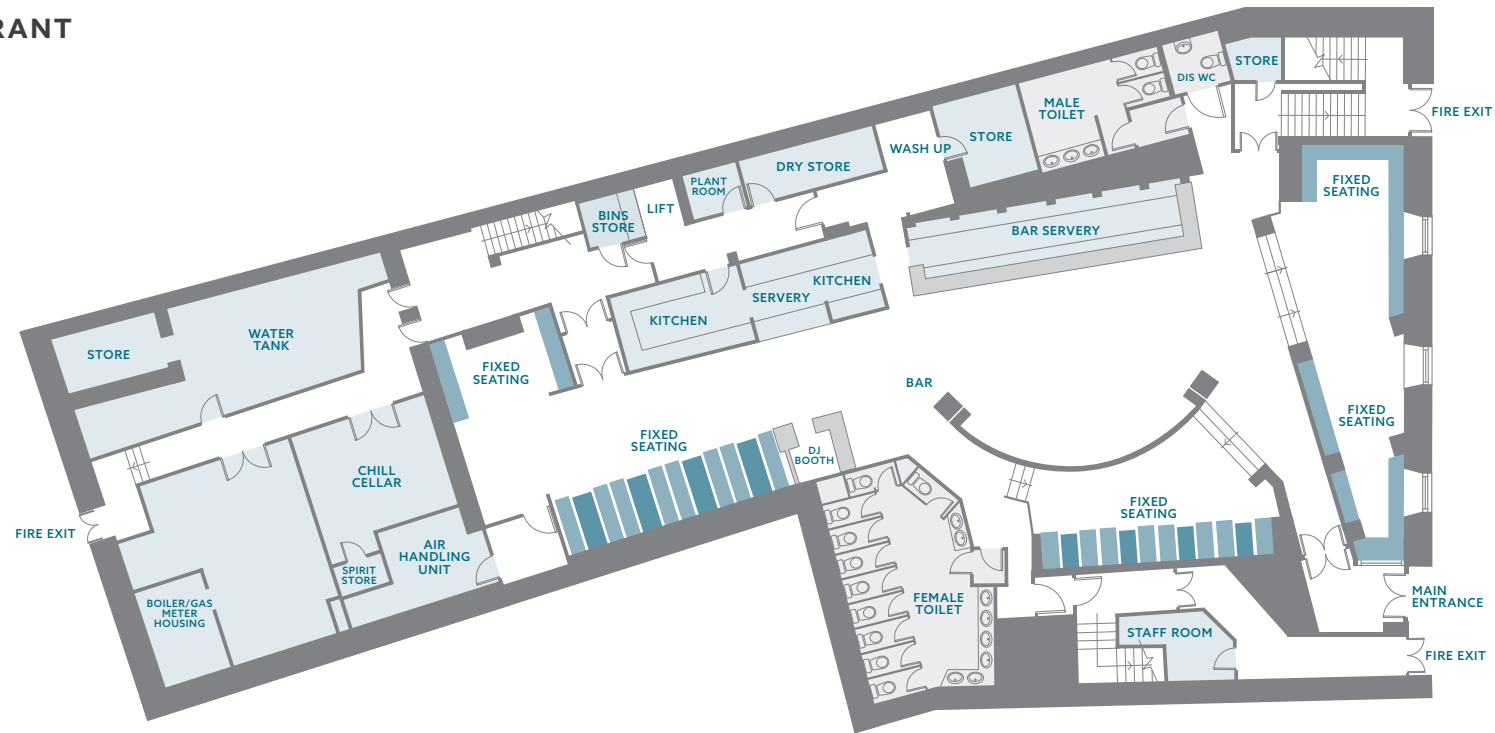 RANT
STORE
DIS WC
MALE
TOILET
FIRE EXIT
STORE
WASH UP
DRY STORE
PLANT
ROOM
FIXED
SEATING
LIFT
BINS
STORE
BAR SERVERY
KITCHEN
SERVERY
KITCHEN
WATER
TANK
STORE
FIXED
SEATING
BAR
FIXED
SEATING
FIXED
SEATING
DJ
BOOTH
CHILL
CELLAR
FIXED
SEATING
FIRE EXIT
AIR
HANDLING
UNIT
SPIRIT
STORE
BOILER/GAS
METER
HOUSING
FEMALE
TOILET
MAIN
ENTRANCE
STAFF ROOM
FIRE EXIT